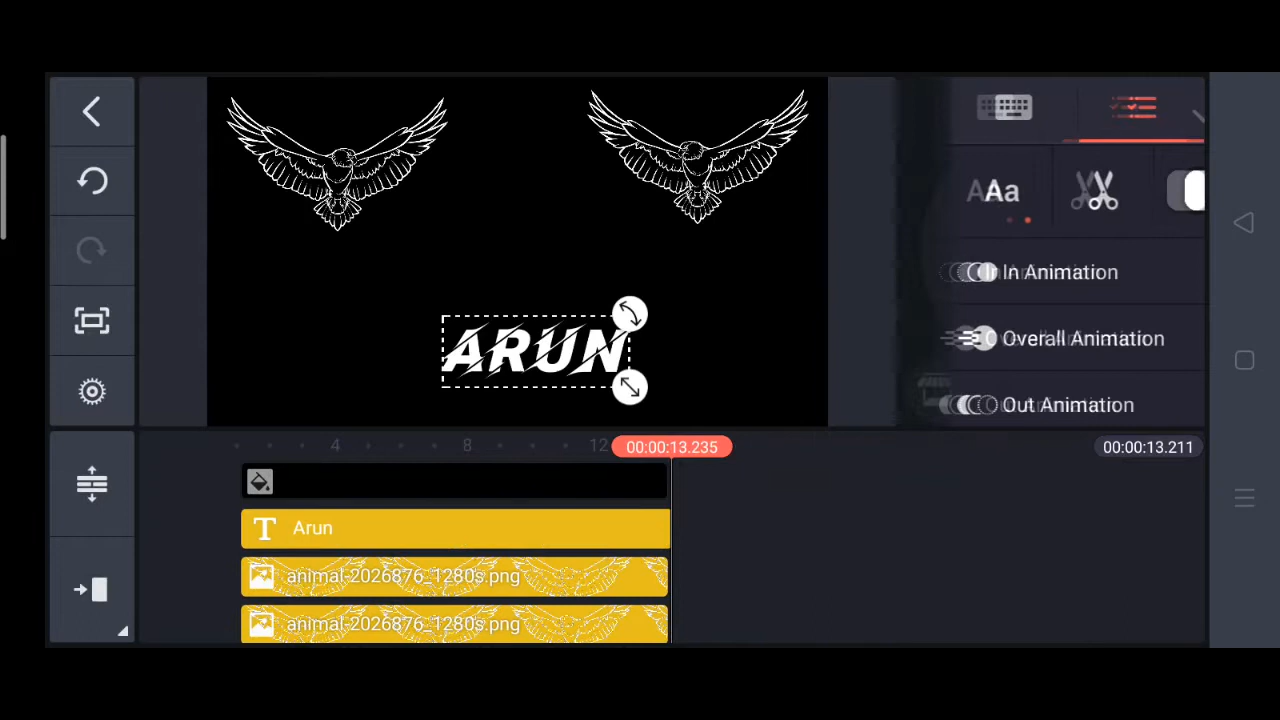 Aa
In Animation
Overall Animation
Out Animation
ARUN
4
8
12
00:00:13.235
00:00:13.211
T Arun
animal-2026876_1280s.png
animal-2026876_1280s.png